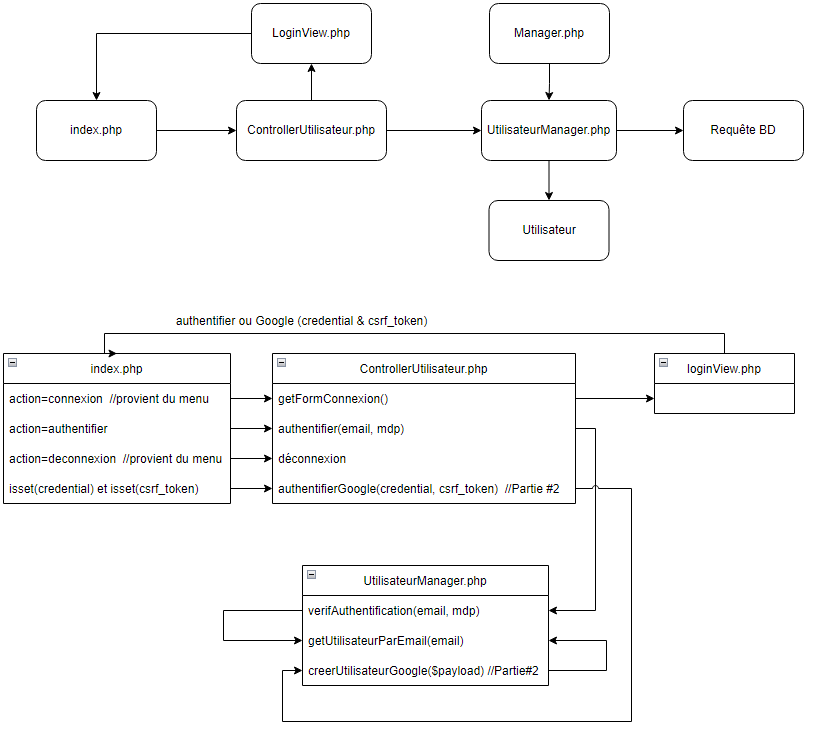 LoginView.php
Manager.php
index.php
ControllerUtilisateur.php
UtilisateurManager.php
Requête BD
Utilisateur
authentifier ou Google (credential & csrf_token)
index.php
action=connexion //provient du menu
action=authentifier
action=deconnexion //provient du menu
isset(credential) et isset(csrf_token)
ControllerUtilisateur.php
getFormConnexion()
authentifier(email, mdp)
déconnexion
authentifierGoogle(credential, csrf_token) //Partie #2
loginView.php
UtilisateurManager.php
verifAuthentification(email, mdp)
getUtilisateurParEmail(email)
creerUtilisateurGoogle($payload) //Partie#2